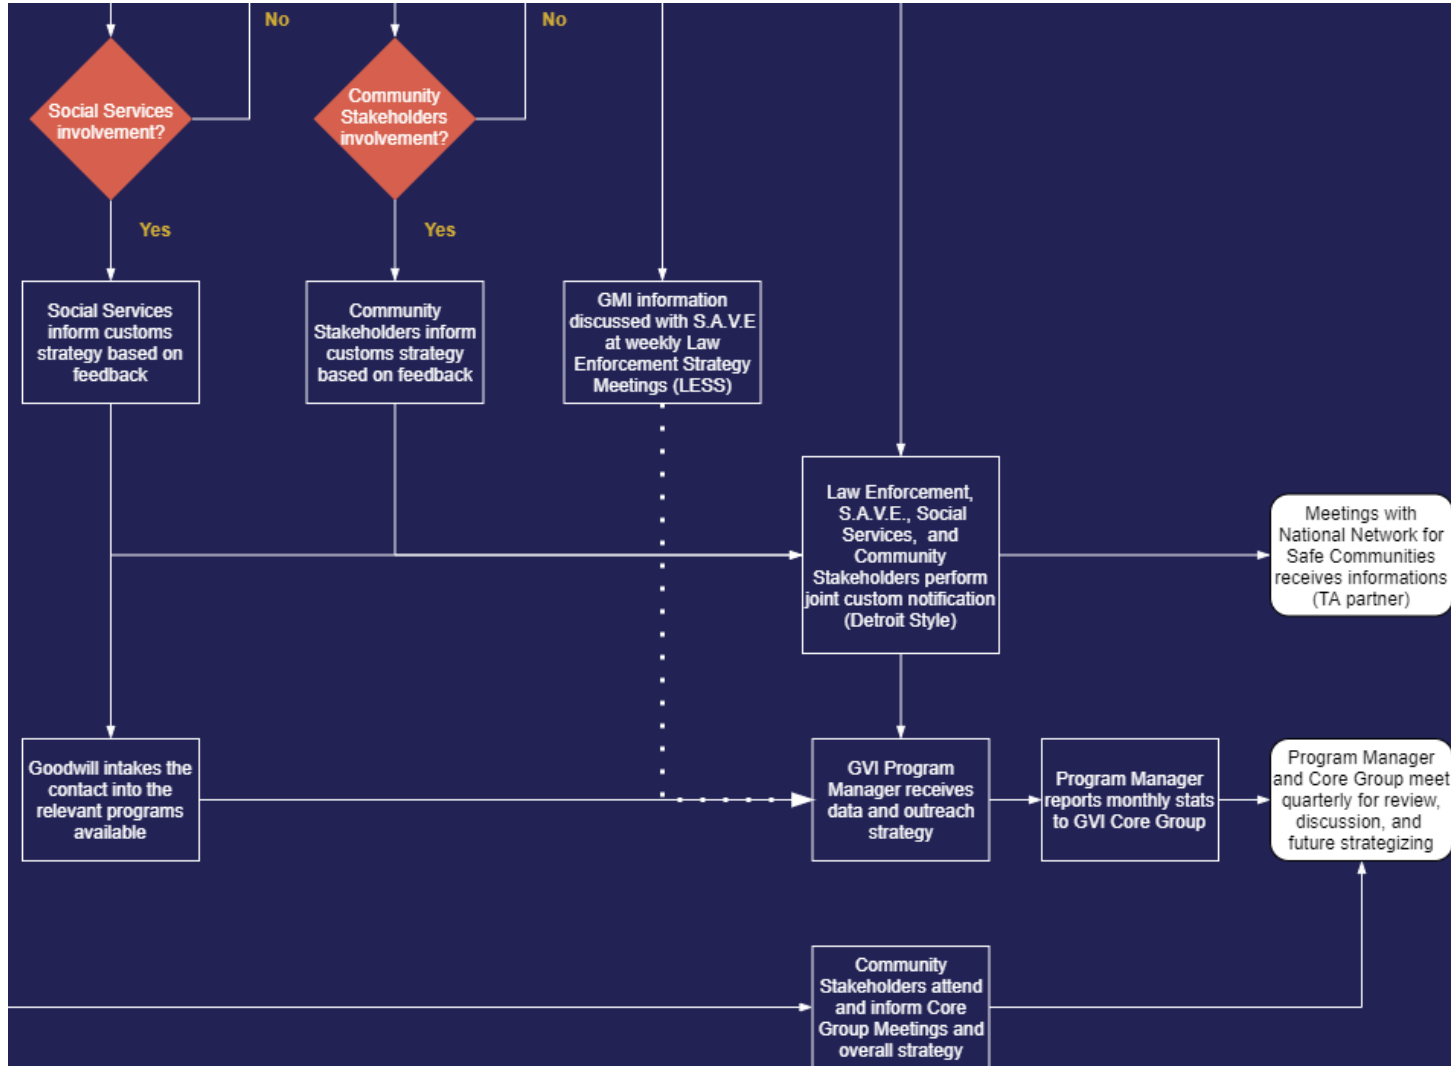 No
No
Social Services
involvement?
Community
Stakeholders
involvement?
Yes
Yes
Social Services
inform customs
strategy based on
feedback
Community
Stakeholders inform
customs strategy
based on feedback
GMI information
discussed with S.A.V.E
at weekly Law
Enforcement Strategy
Meetings (LESS)
Law Enforcement,
S.A.V.E., Social
Services, and
Community
Stakeholders perform
joint custom notification
(Detroit Style)
Meetings with
National Network for
Safe Communities
receives informations
(TA partner)
Goodwill intakes the
contact into the
relevant programs
available
GVI Program
Manager receives
data and outreach
strategy
Program Manager
reports monthly stats
to GVI Core Group
Program Manager
and Core Group meet
quarterly for review,
discussion, and
future strategizing
Community
Stakeholders attend
and inform Core
Group Meetings and
overall strategy